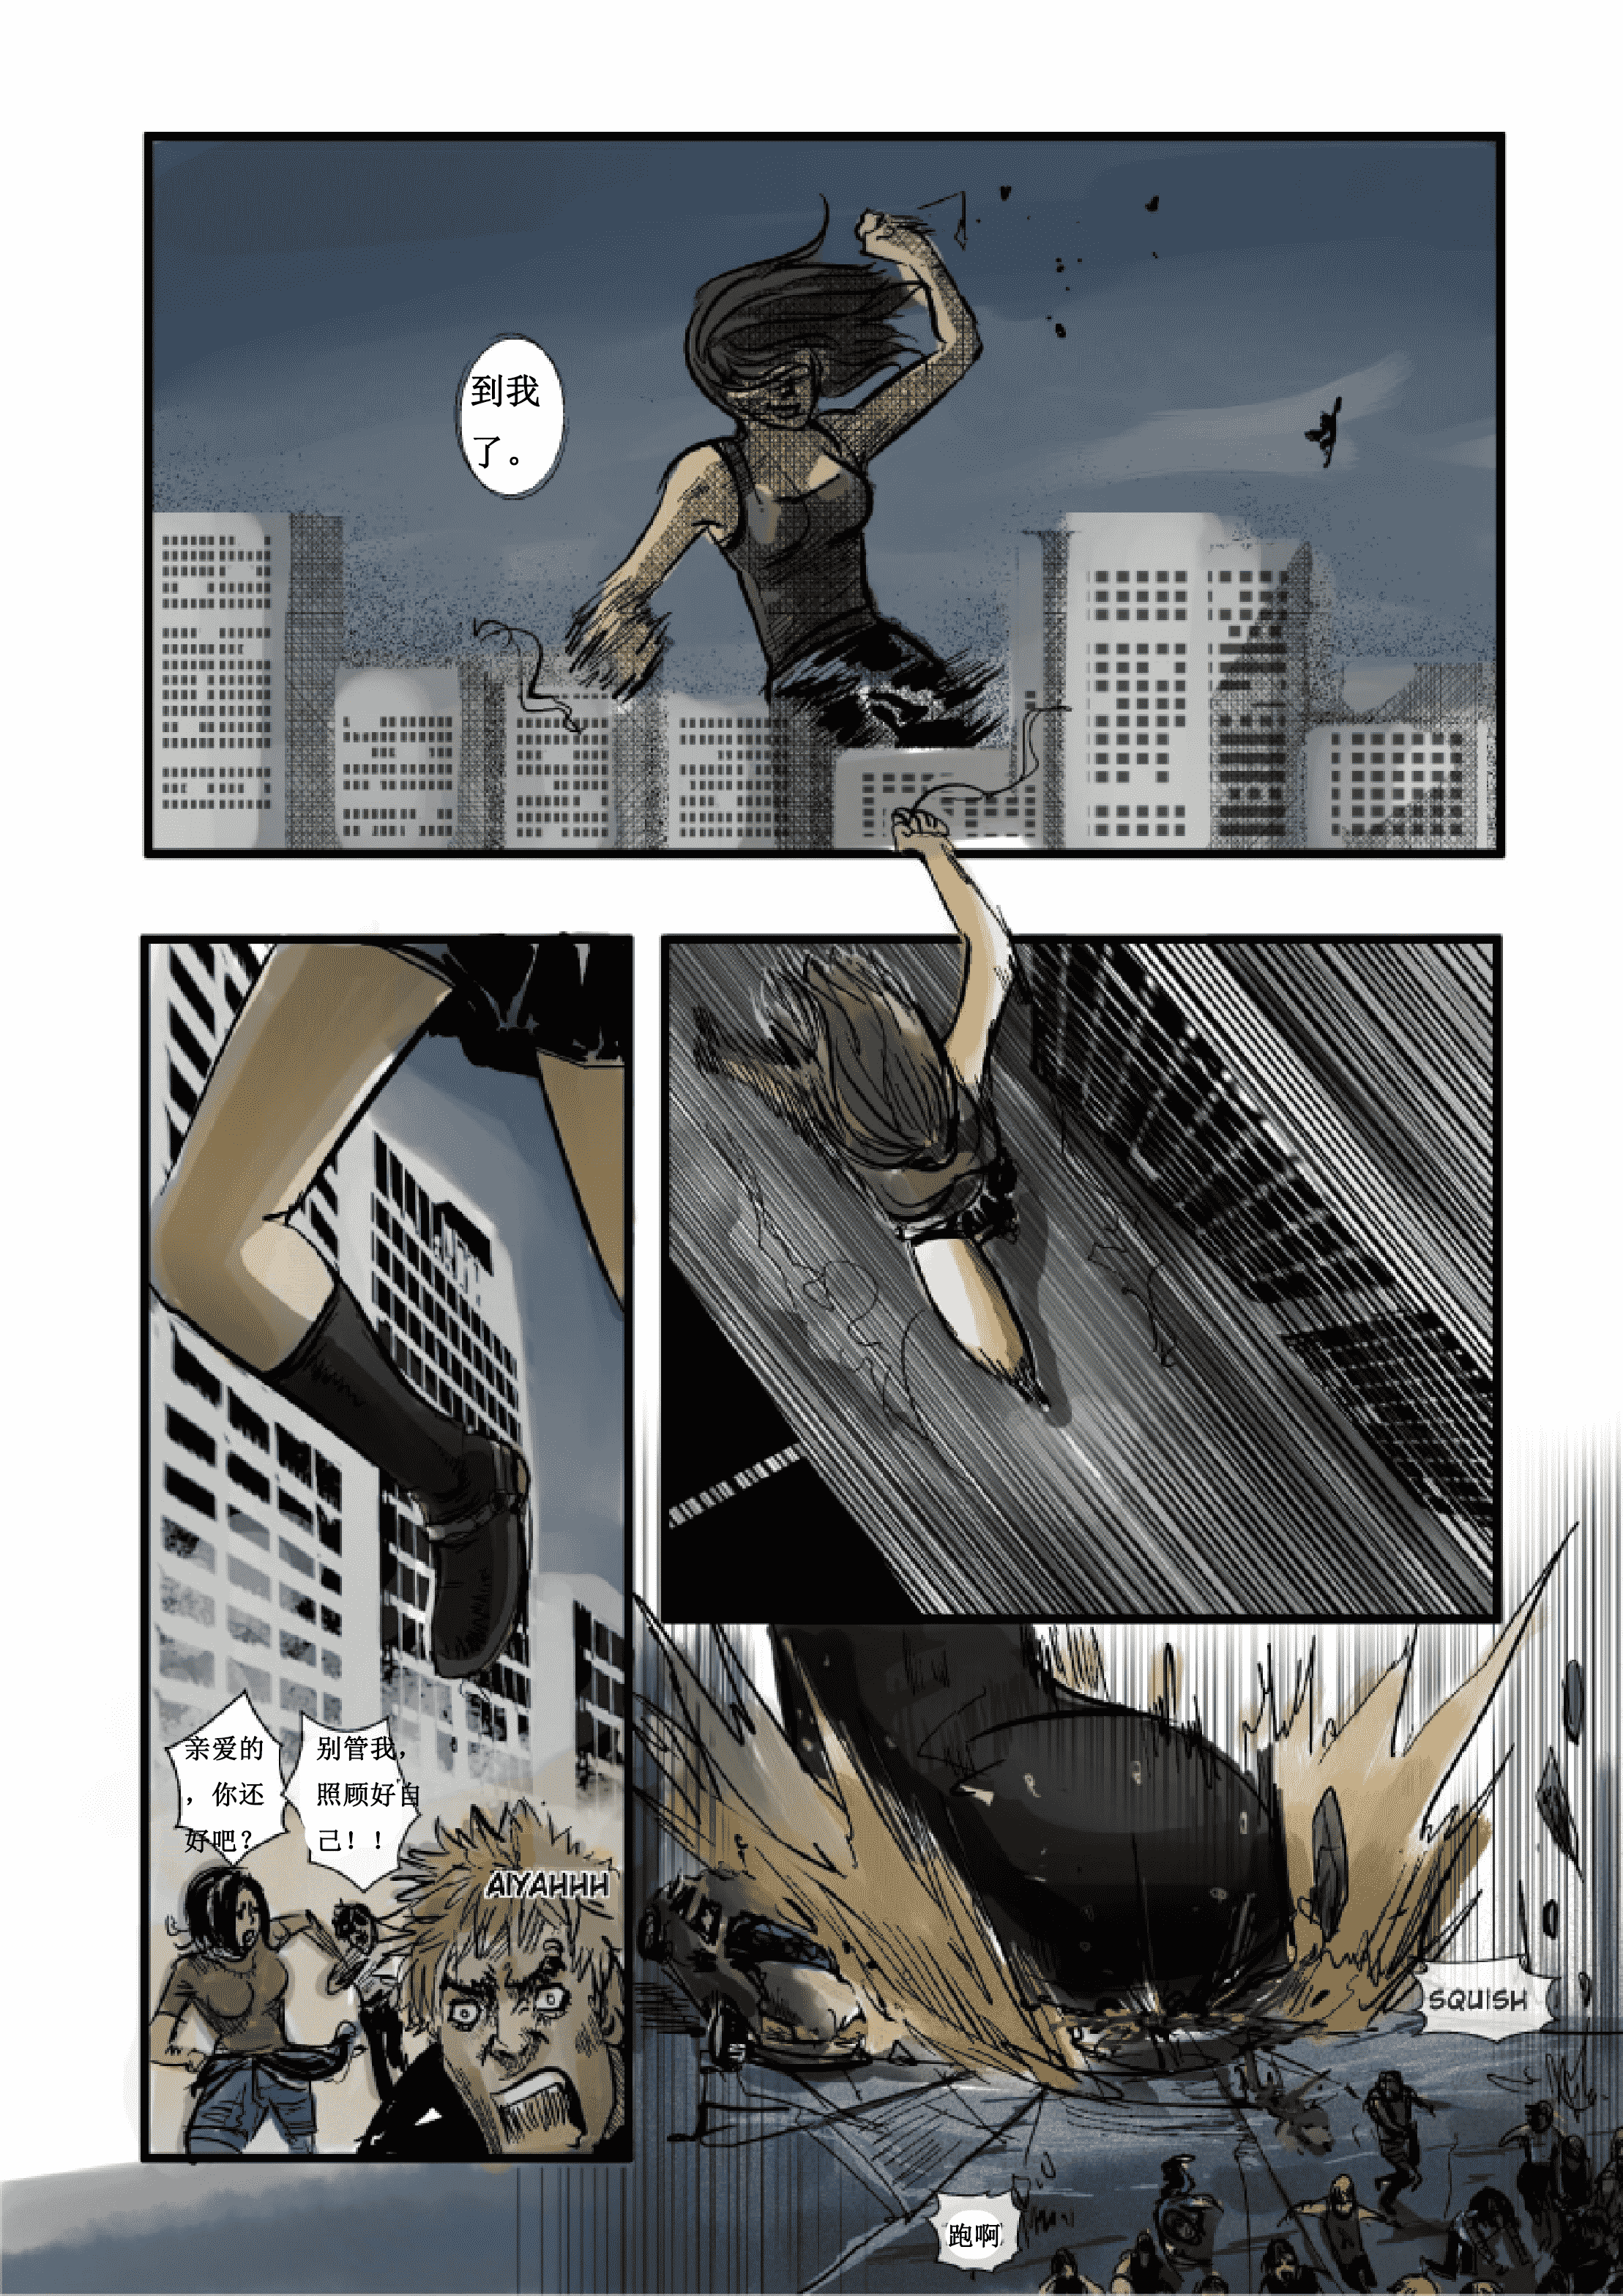 到我
了。
亲爱的
，你还
好吧？
别管我，
照顾好自
己！！
AIYAHHH
SQUISH
跑啊